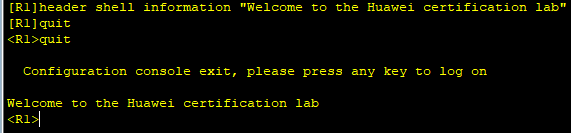 [R1]header shell information "Welcome to the Huawei certification lab"
[R1]quit
<R1>quit
Configuration console exit, please press any key to log on
Welcome to the Huawei certification lab
<R1>